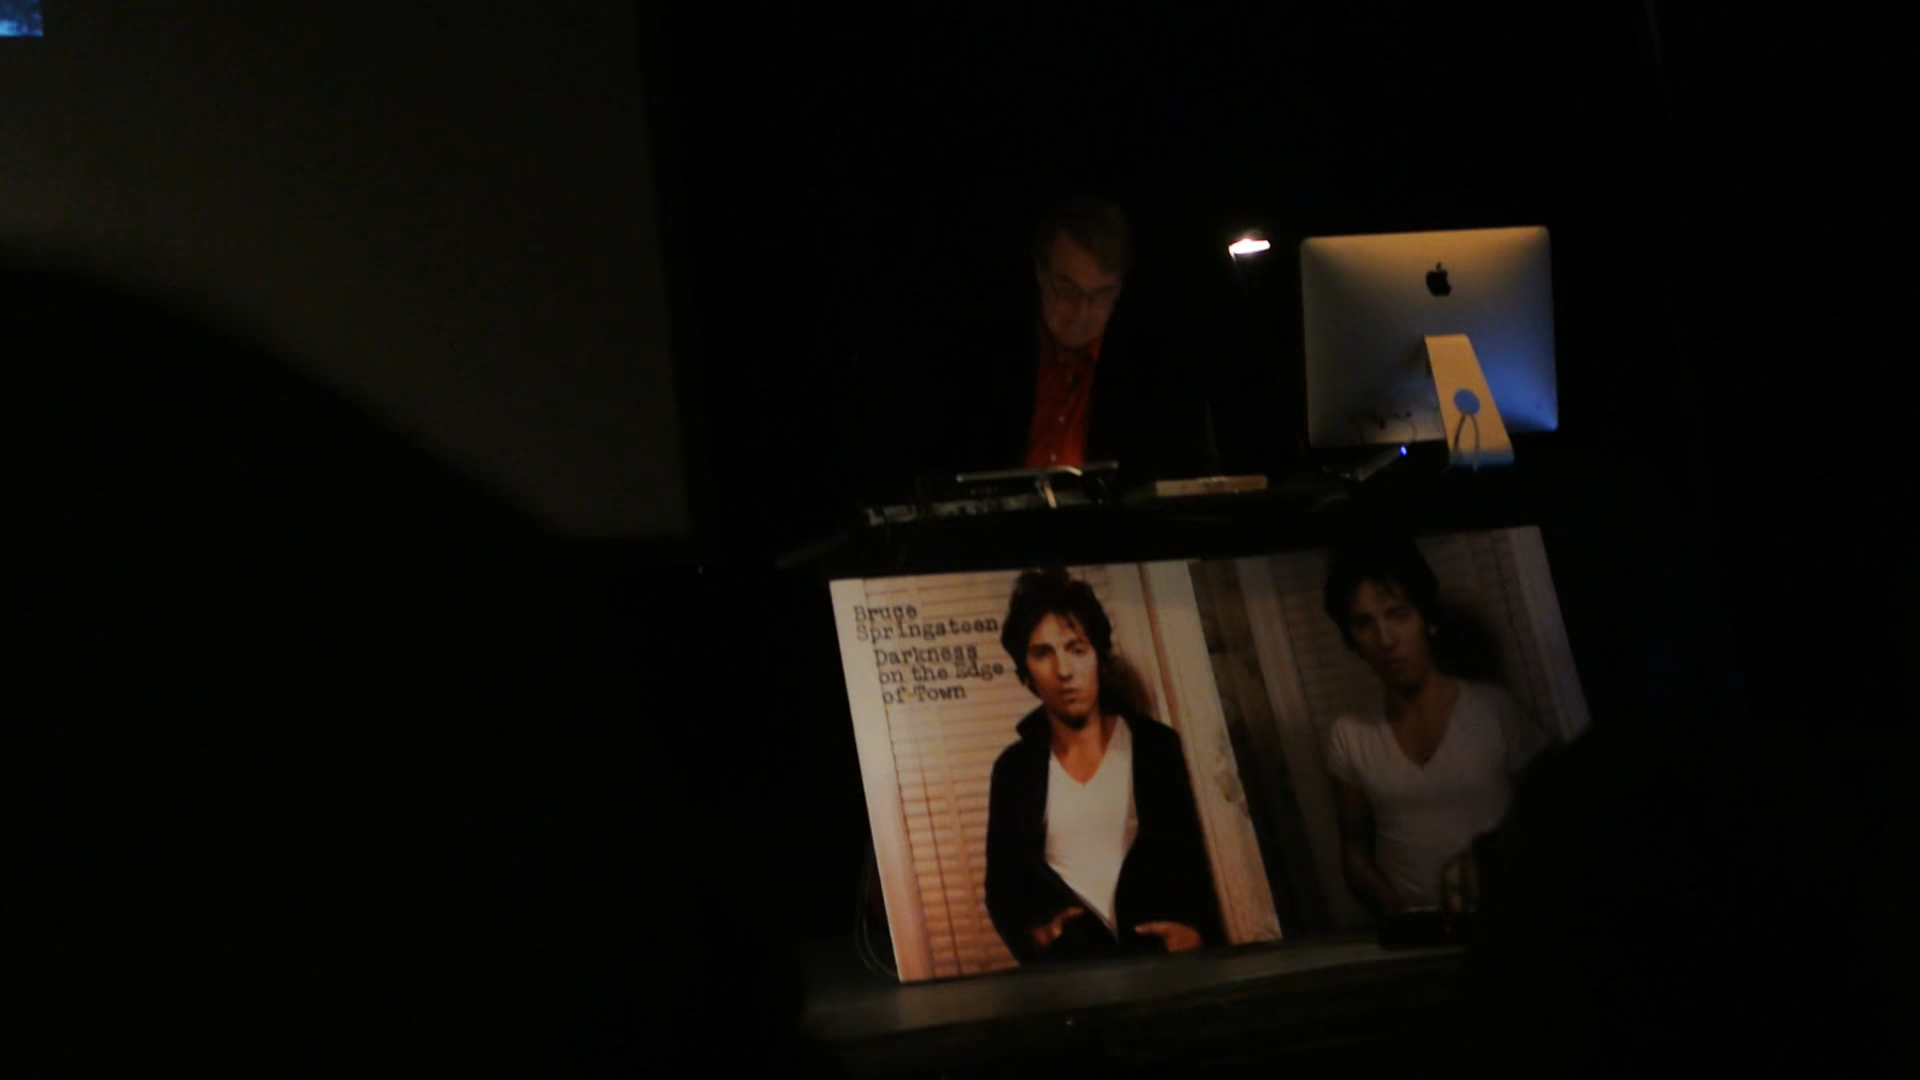 Bruce
Springsteen
Darkness
on the Edge
of Town